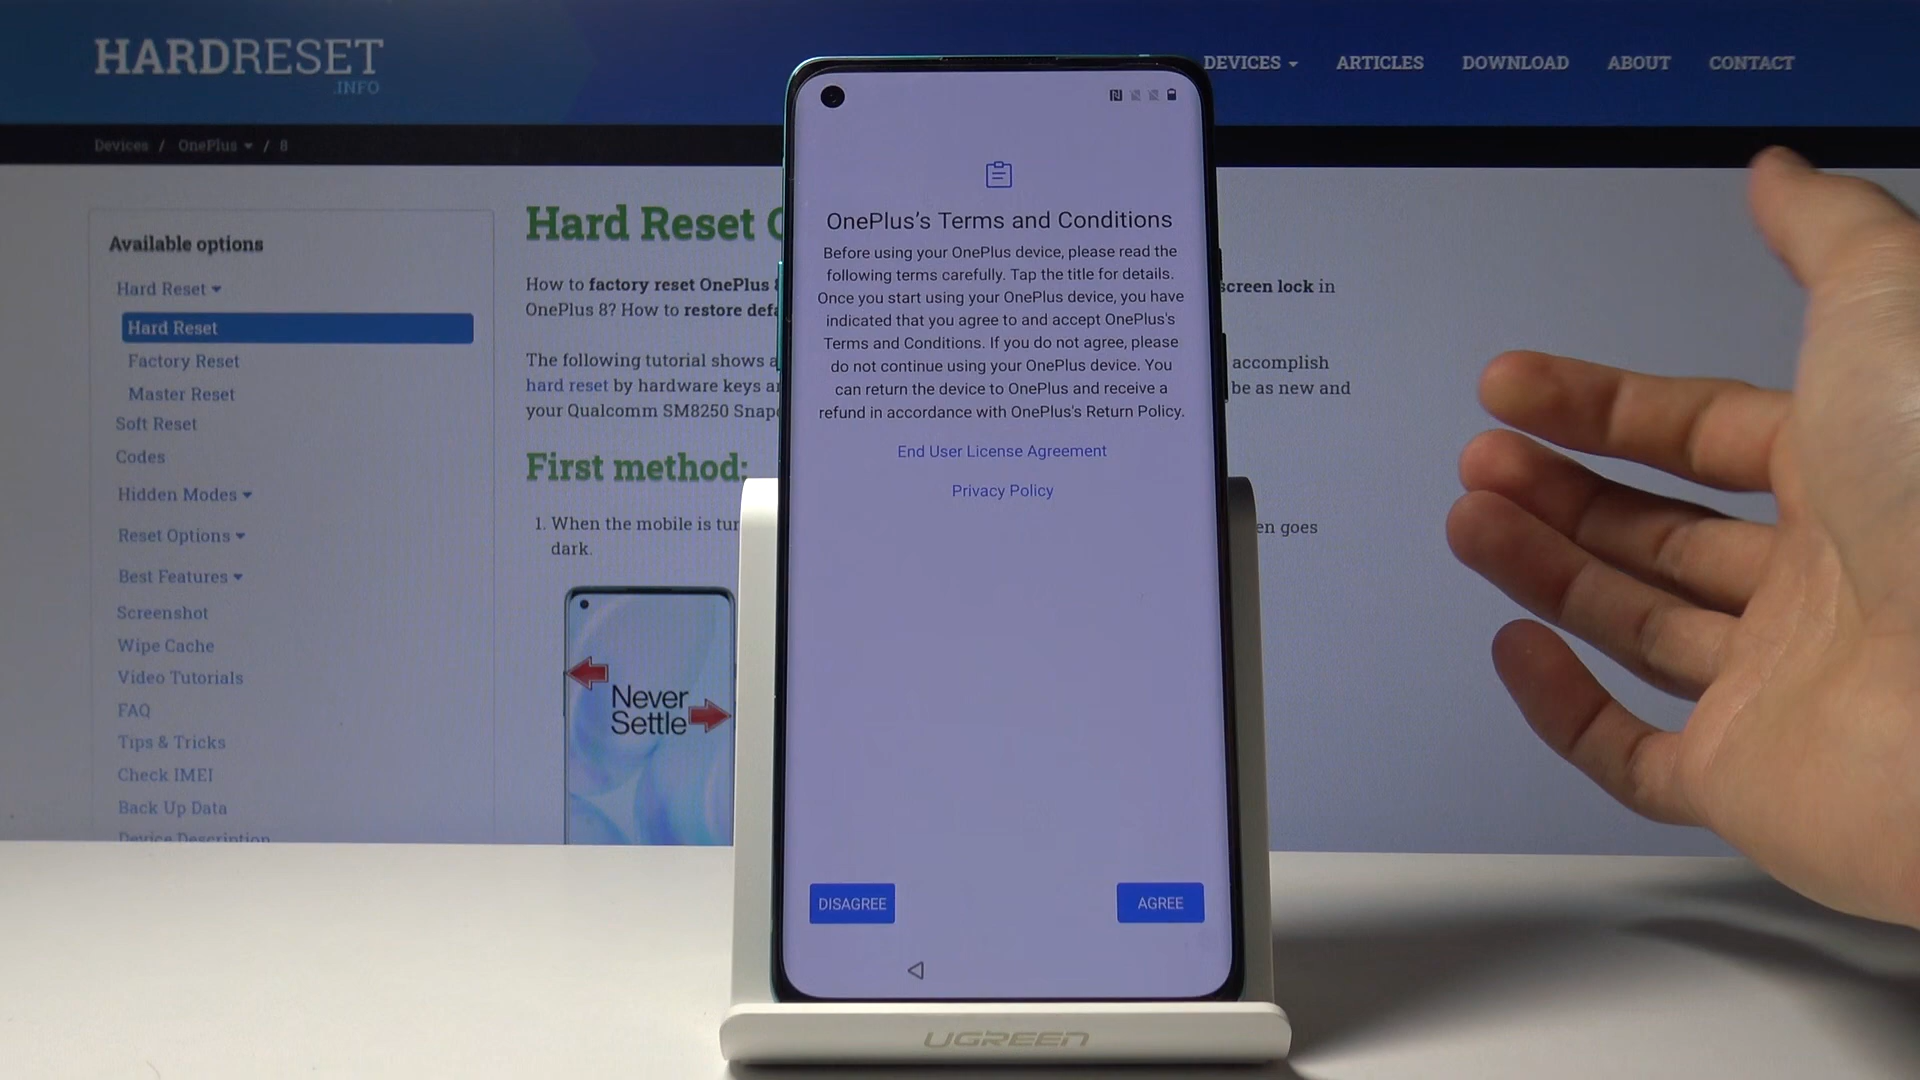 HARDRESET
.INFO
DEVICES
ARTICLES
DOWNLOAD
ABOUT
CONTACT
Devices / OnePlus / 8
Available options
Hard Reset
Hard Reset
Factory Reset
Master Reset
Soft Reset
Codes
Hidden Modes
Reset Options
Best Features
Screenshot
Wipe Cache
Video Tutorials
FAQ
Tips & Tricks
Check IMEI
Back Up Data
Device Description
Hard Reset
How to factory reset OnePlus
screen lock in
OnePlus 8? How to restore
The following tutorial shows
accomplish
hard reset by hardware keys
be as new and
your Qualcomm SM8250
First method:
1. When the mobile is
goes
dark.
Never
Settle
OnePlus's Terms and Conditions
Before using your OnePlus device, please read the
following terms carefully. Tap the title for details.
Once you start using your OnePlus device, you have
indicated that you agree to and accept OnePlus's
Terms and Conditions. If you do not agree, please
do not continue using your OnePlus device. You
can return the device to OnePlus and receive a
refund in accordance with OnePlus's Return Policy.
End User License Agreement
Privacy Policy
DISAGREE
AGREE
UGREEN